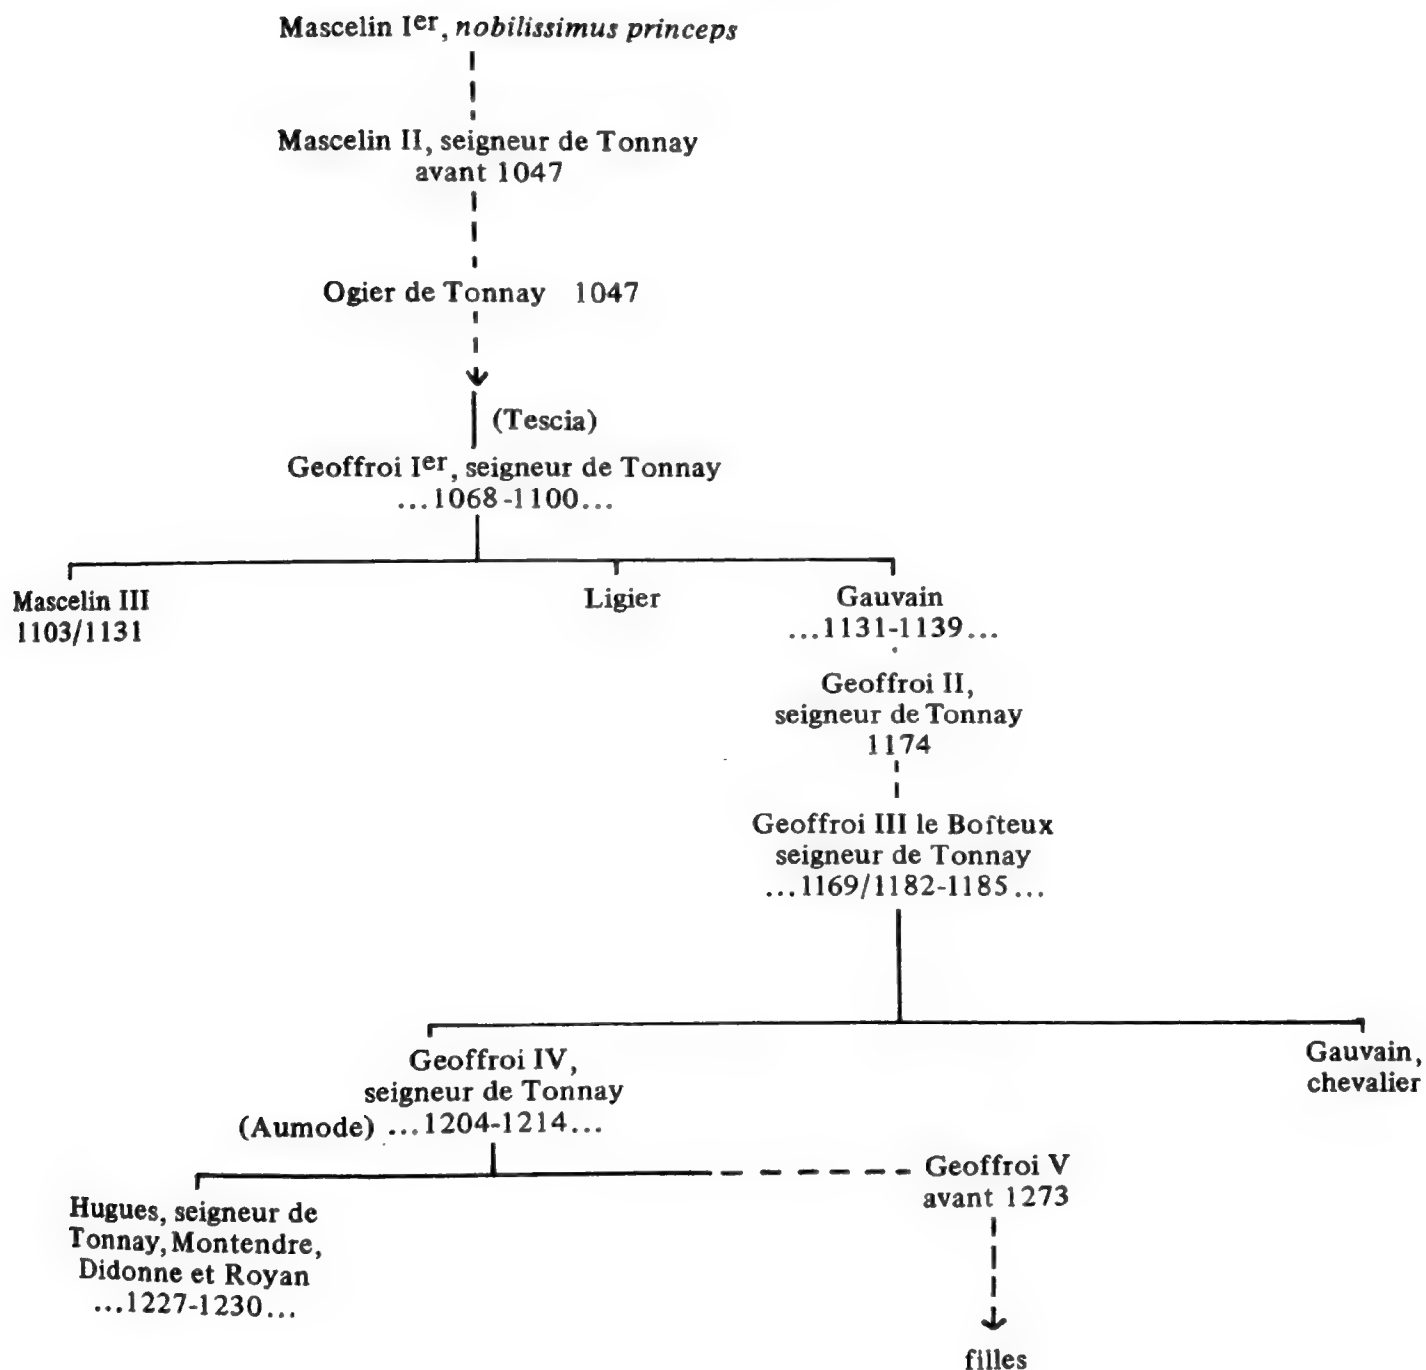 Mascelin Ier, nobilissimus princeps
Mascelin II, seigneur de Tonnay
avant 1047
Ogier de Tonnay 1047
(Tescia)
Geoffroi Ier, seigneur de Tonnay
...1068-1100...
Mascelin III
1103/1131
Ligier
Gauvain
...1131-1139...
Geoffroi II,
seigneur de Tonnay
1174
Geoffroi III le Boîteux
seigneur de Tonnay
...1169/1182-1185...
Geoffroi IV,
seigneur de Tonnay
(Aumode) ...1204-1214...
Gauvain,
chevalier
Hugues, seigneur de
Tonnay, Montendre,
Didonne et Royan
...1227-1230...
Geoffroi V
avant 1273
filles